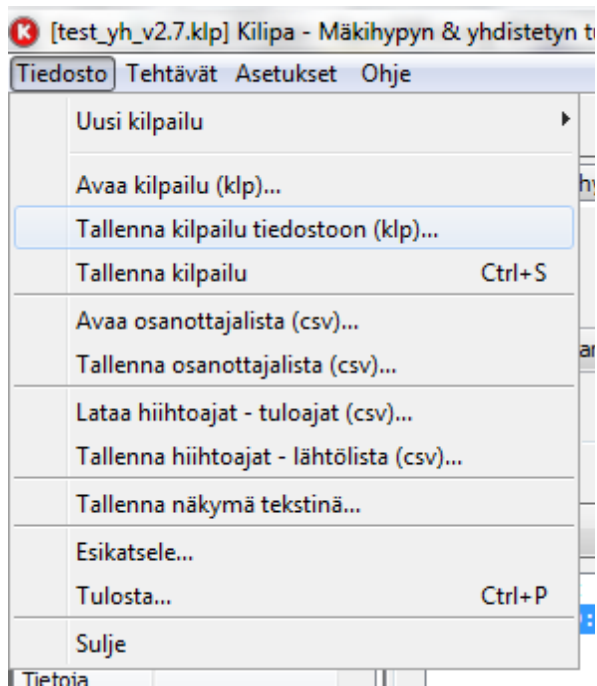 [test_yh_v2.7.klp] Kilpa - Mäkihypyn & yhdistetyn
Tiedosto Tehtävät Asetukset Ohje
Uusi kilpailu
Avaa kilpailu (klp)...
Tallenna kilpailu tiedostoon (klp)...
Tallenna kilpailu Ctrl+S
Avaa osanottajalista (csv)...
Tallenna osanottajalista (csv)...
Lataa hiihtoajat - tuloajat (csv)...
Tallenna hiihtoajat - lähtölista (csv)...
Tallenna näkymä tekstinä...
Esikatsele...
Tulosta... Ctrl+P
Sulje
Tietoja